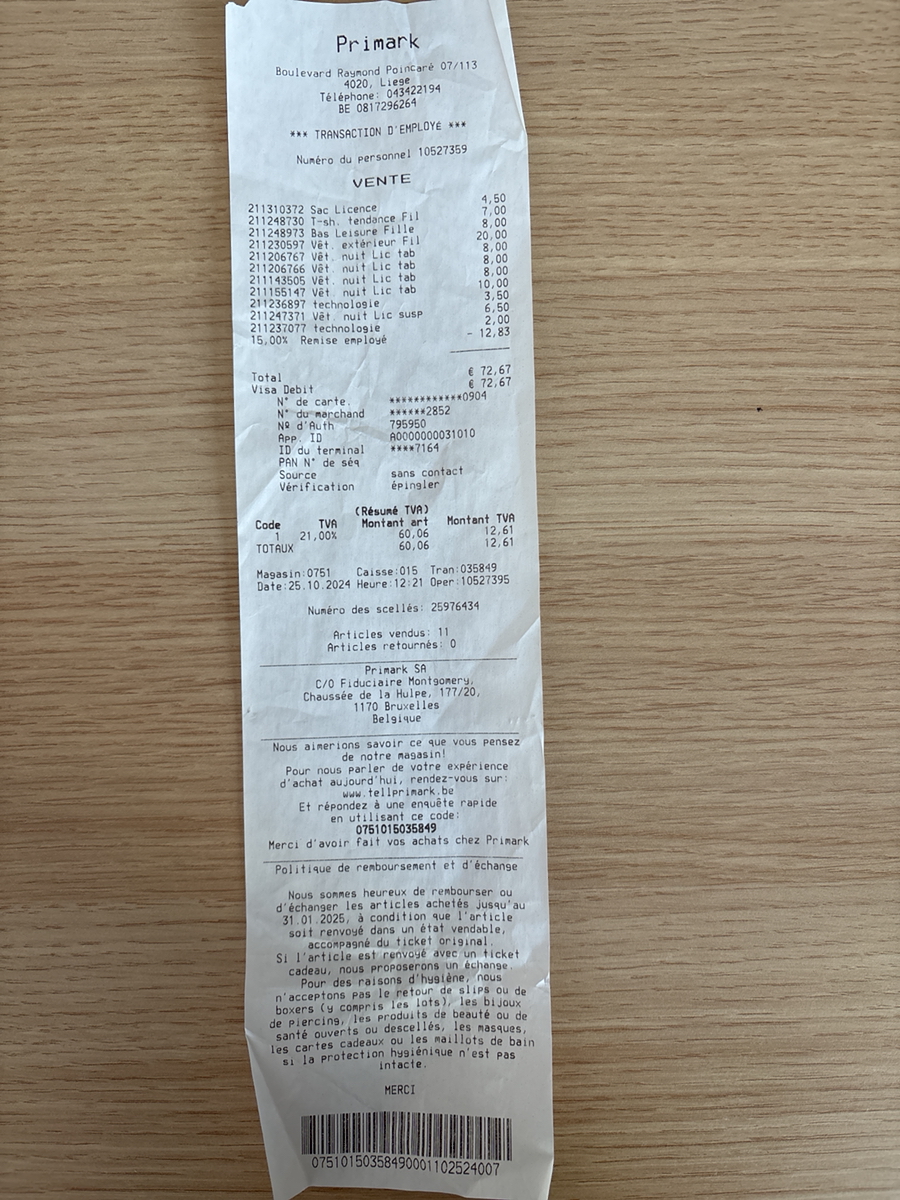 Primark
Boulevard Raymond Poincaré 07/113
4020, Liege
Téléphone: 043422194
BE 0817296264
*** TRANSACTION D'EMPLOYÉ ***
Numéro du personnel 10527359
VENTE
211310372 Sac Licence 4,50
211248730 T-sh. tendance Fil 7,00
211248973 Bas Leisure Fille 8,00
211230597 Vêt. extérieur Fil 20,00
211206767 Vêt. nuit Lic tab 8,00
211206766 Vêt. nuit Lic tab 8,00
211143505 Vêt. nuit Lic tab 8,00
211155147 Vêt. nuit Lic tab 10,00
211236897 technologie 3,50
211247371 Vêt. nuit Lic susp 6,50
211237077 technologie 2,00
15,00% Remise employé - 12,83
Total € 72,67
Visa Debit € 72,67
N° de carte. ************0904
N° du marchand ******2852
Nº d'Auth 795950
App. ID A0000000031010
ID du terminal ****7164
PAN N° de séq
Source sans contact
Vérification épingler
(Résumé TVA)
Code TVA Montant art Montant TVA
1 21,00% 60,06 12,61
TOTAUX 60,06 12,61
Magasin:0751 Caisse:015 Tran:035849
Date:25.10.2024 Heure:12:21 Oper:10527395
Numéro des scellés: 25976434
Articles vendus: 11
Articles retournés: 0
Primark SA
C/O Fiduciaire Montgomery,
Chaussée de la Hulpe, 177/20,
1170 Bruxelles
Belgique
Nous aimerions savoir ce que vous pensez
de notre magasin!
Pour nous parler de votre expérience
d'achat aujourd'hui, rendez-vous sur:
www.tellprimark.be
Et répondez à une enquête rapide
en utilisant ce code:
0751015035849
Merci d'avoir fait vos achats chez Primark
Politique de remboursement et d'échange
Nous sommes heureux de rembourser ou
d'échanger les articles achetés jusqu'au
31.01.2025, à condition que l'article
soit renvoyé dans un état vendable,
accompagné du ticket original.
Si l'article est renvoyé avec un ticket
cadeau, nous proposerons un échange.
Pour des raisons d'hygiène, nous
n'acceptons pas le retour de slips ou de
boxers (y compris les lots), les bijoux
de piercing, les produits de beauté ou de
santé ouverts ou descellés, les masques,
les cartes cadeaux ou les maillots de bain
si la protection hygiénique n'est pas
intacte.
MERCI
075101503584900011025​24007